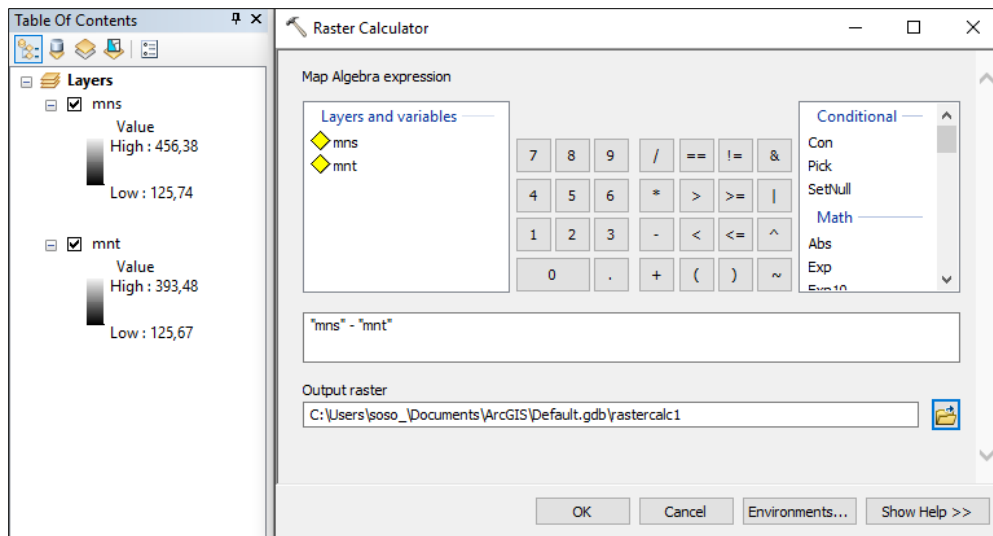 Table Of Contents
Layers
mns
Value
High : 456,38
Low : 125,74
mnt
Value
High : 393,48
Low : 125,67
Raster Calculator
Map Algebra expression
Layers and variables
mns
mnt
7 8 9 / == != &
4 5 6 * > >= |
1 2 3 - < <= ^
0 . + ( ) ~
Conditional
Con
Pick
SetNull
Math
Abs
Exp
Exp10
"mns" - "mnt"
Output raster
C:\Users\soso_\Documents\ArcGIS\Default.gdb\rastercalc1
OK Cancel Environments... Show Help >>